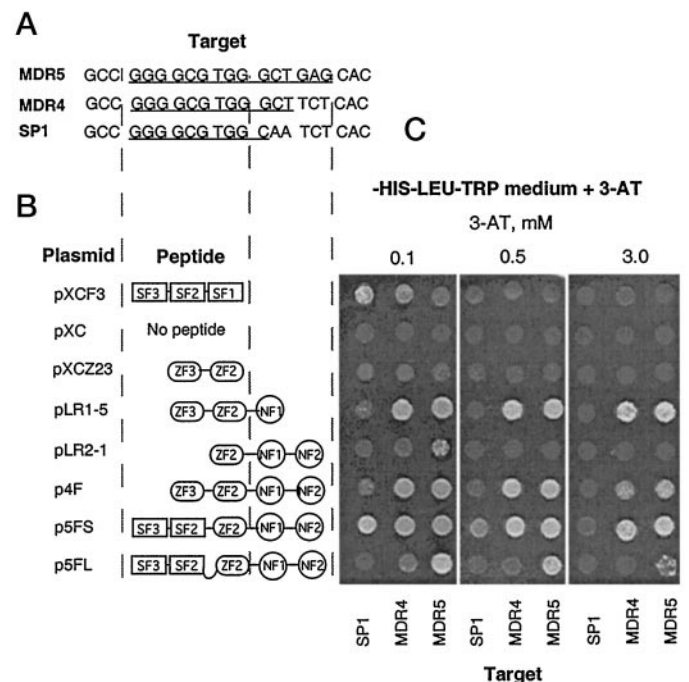 A
Target
MDR5 GCC GGG GCG TGG GCT GAG CAC
MDR4 GCC GGG GCG TGG GCT TCT CAC
SP1 GCC GGG GCG TGG CAA TCT CAC
C
-HIS-LEU-TRP medium + 3-AT
3-AT, mM
B
Plasmid Peptide 0.1 0.5 3.0
pXCF3 SF3 SF2 SF1
pXC No peptide
pXCZ23 ZF3 ZF2
pLR1-5 ZF3 ZF2 NF1
pLR2-1 ZF2 NF1 NF2
p4F ZF3 ZF2 NF1 NF2
p5FS SF3 SF2 ZF2 NF1 NF2
p5FL SF3 SF2 ZF2 NF1 NF2
SP1 MDR4 MDR5 SP1 MDR4 MDR5 SP1 MDR4 MDR5
Target